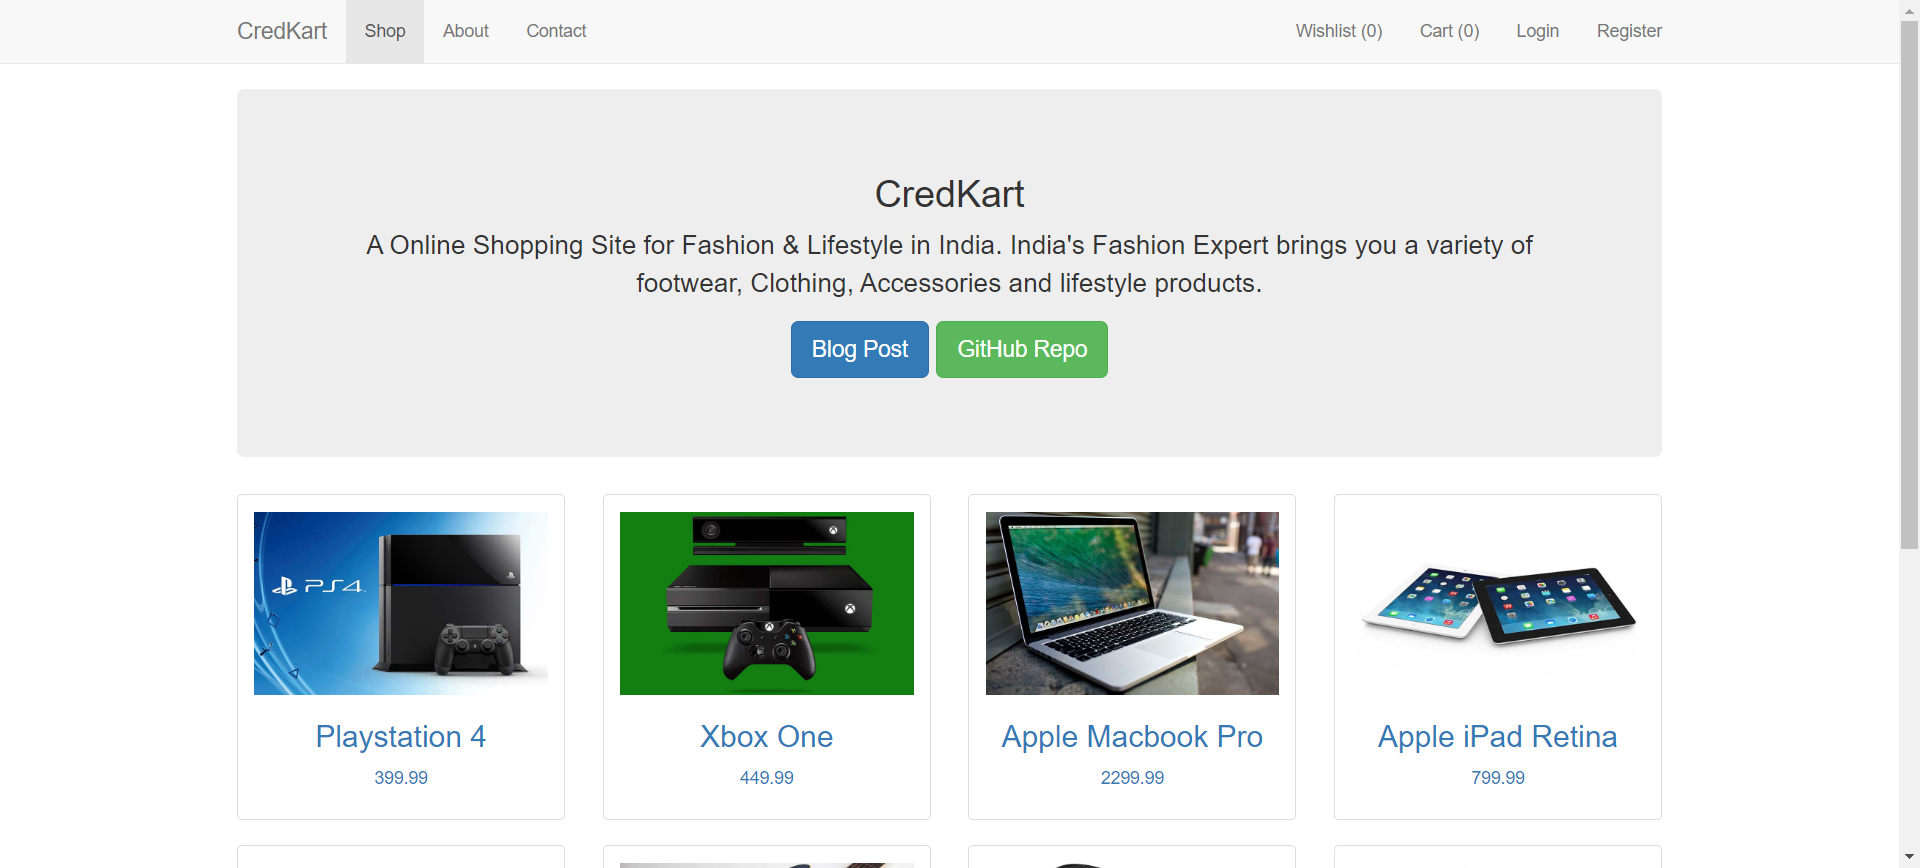 CredKart Shop About Contact Wishlist (0) Cart (0) Login Register
CredKart
A Online Shopping Site for Fashion & Lifestyle in India. India's Fashion Expert brings you a variety of
footwear, Clothing, Accessories and lifestyle products.
Blog Post GitHub Repo
PS4
Playstation 4 Xbox One Apple Macbook Pro Apple iPad Retina
399.99 449.99 2299.99 799.99